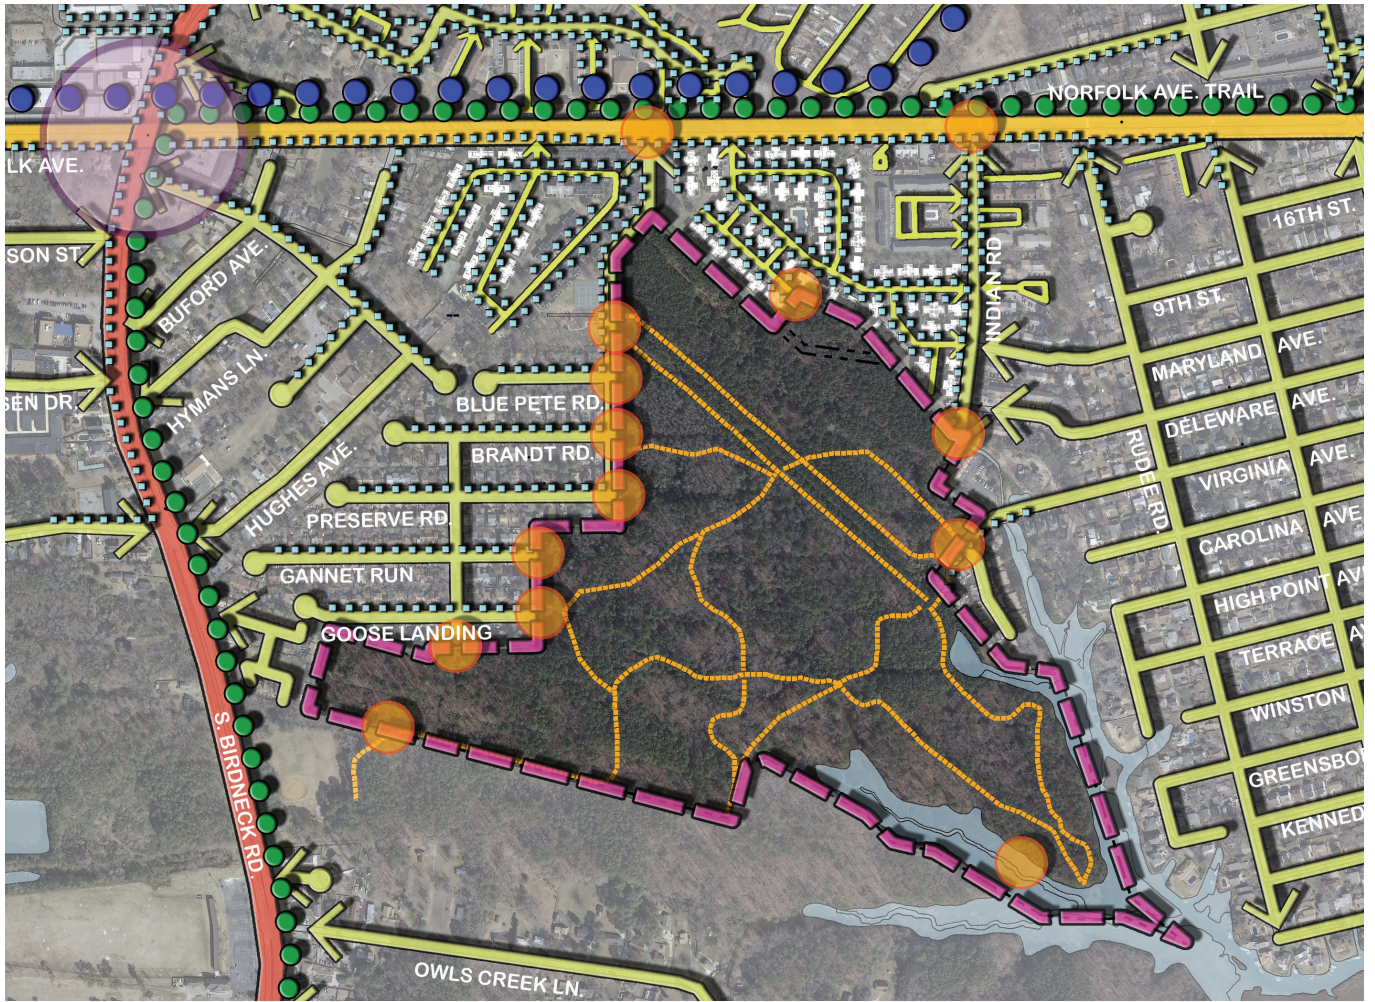 NORFOLK AVE. TRAIL
LK AVE.
SON ST.
16TH ST.
BUFORD AVE.
INDIAN RD
9TH ST.
MARYLAND AVE.
HYMANS LN.
SEN DR.
BLUE PETE RD.
DELEWARE AVE.
BRANDT RD.
RUDEE RD
VIRGINIA AVE.
HUGHES AVE.
PRESERVE RD.
CAROLINA AVE
GANNET RUN
HIGH POINT AV
GOOSE LANDING
TERRACE AV
WINSTON
S. BIRDNECK RD.
GREENSBO
KENNED
OWLS CREEK LN.